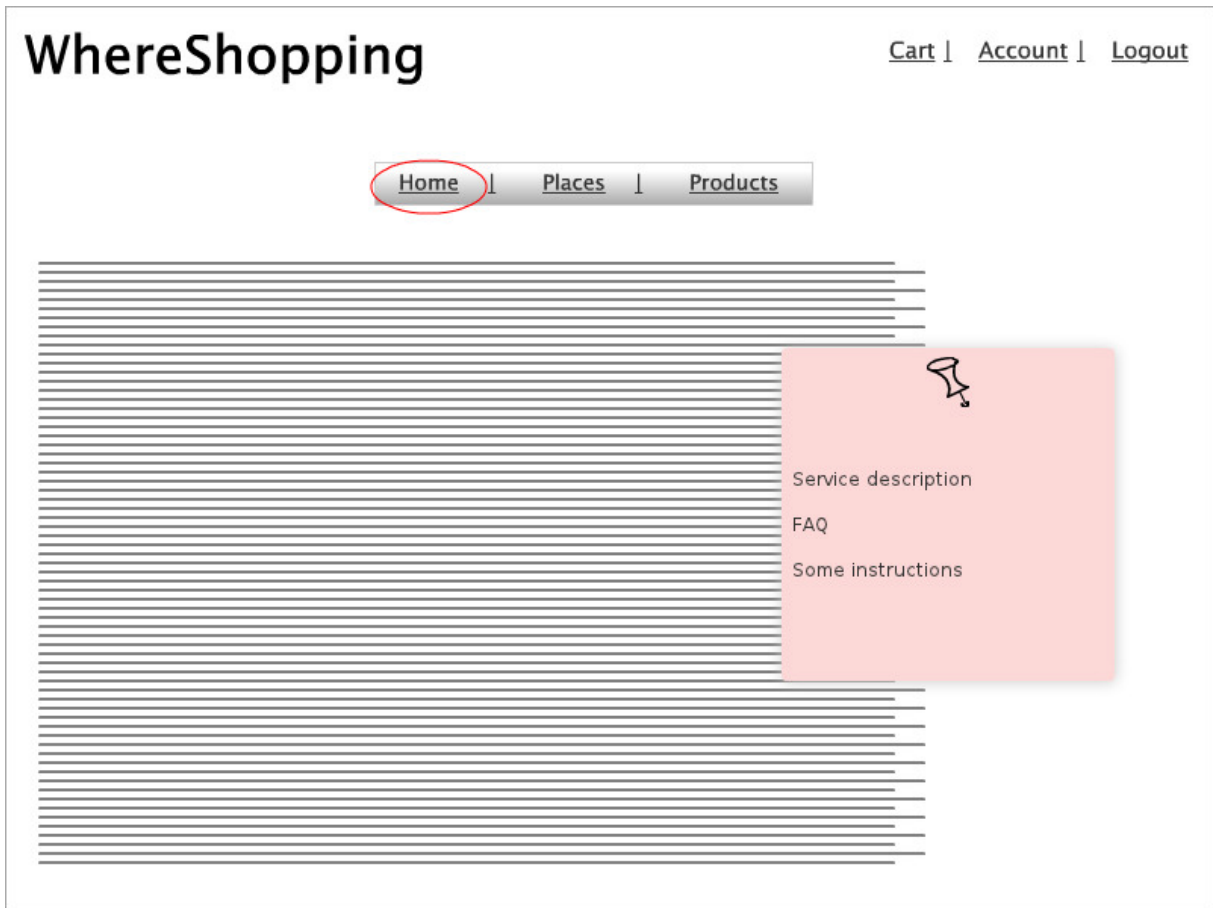 WhereShopping
Cart | Account | Logout
Home | Places | Products
Service description
FAQ
Some instructions